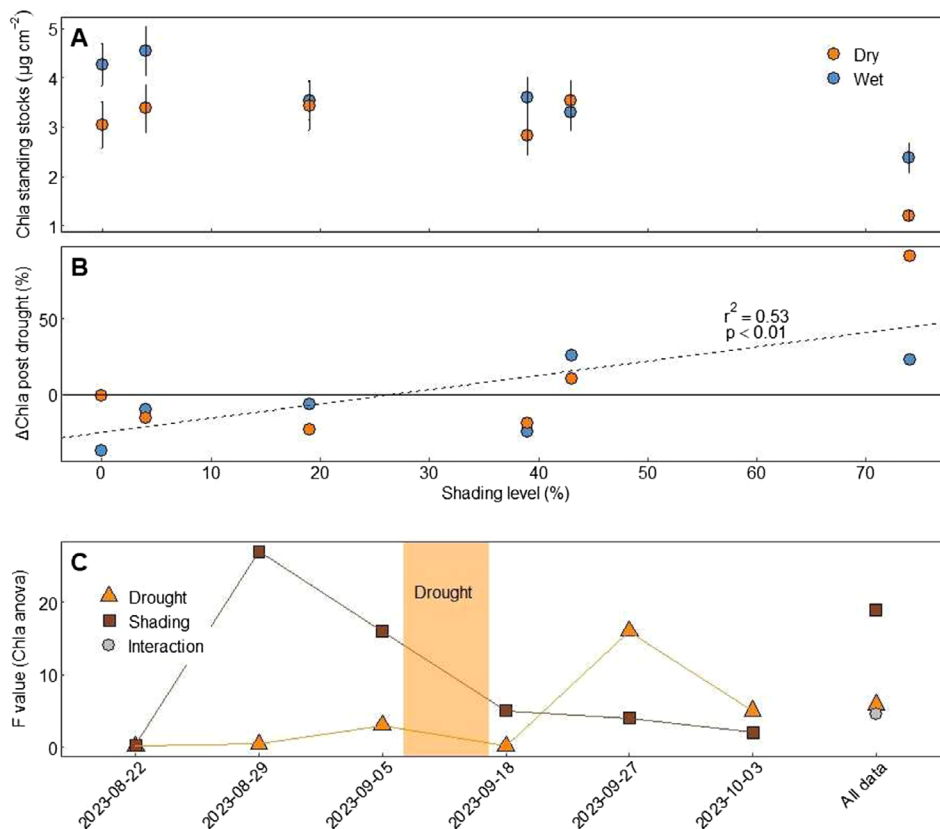 A
Chla standing stocks (µg cm⁻²)
5
4
3
2
1
Dry
Wet
B
ΔChla post drought (%)
50
0
r² = 0.53
p < 0.01
0 10 20 30 40 50 60 70
Shading level (%)
C
F value (Chla anova)
20
10
0
Drought
Shading
Interaction
Drought
2023-08-22
2023-08-29
2023-09-05
2023-09-18
2023-09-27
2023-10-03
All data